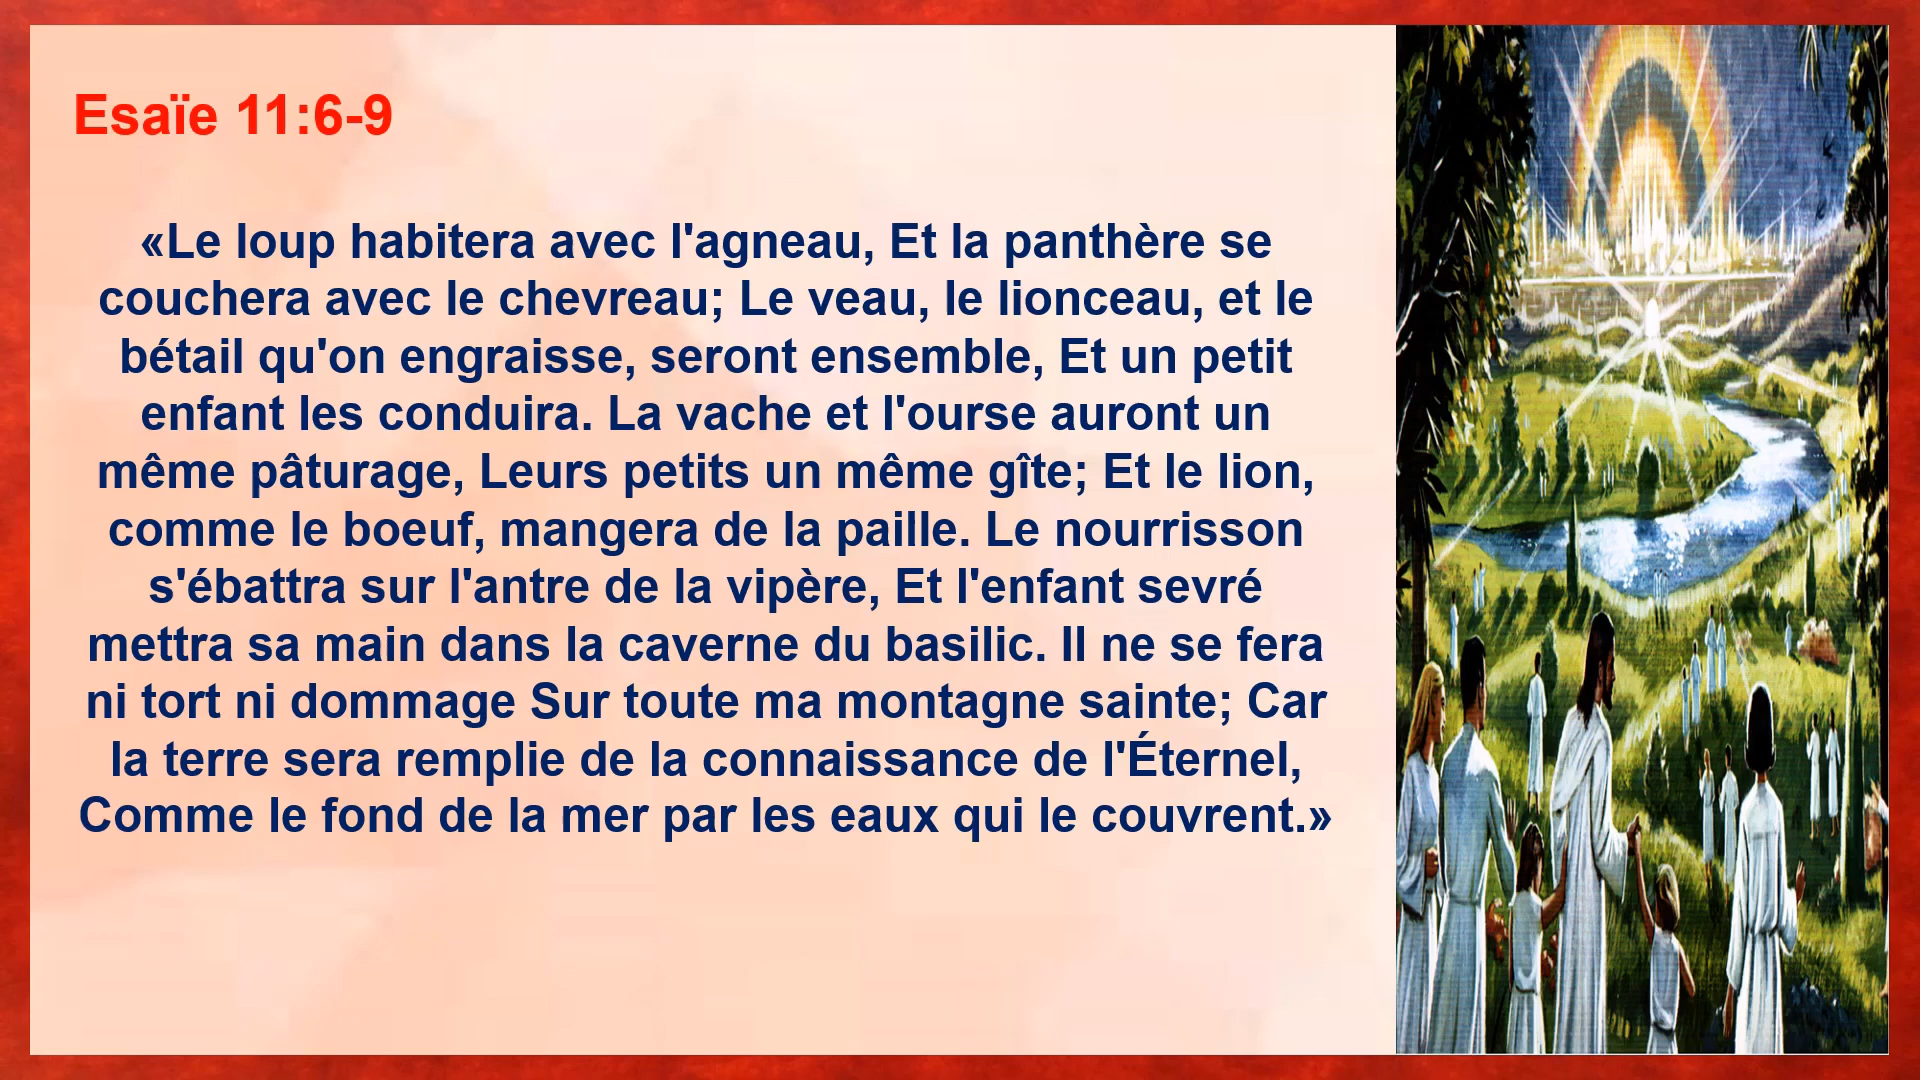 Esaïe 11:6-9
«Le loup habitera avec l'agneau, Et la panthère se
couchera avec le chevreau; Le veau, le lionceau, et le
bétail qu'on engraisse, seront ensemble, Et un petit
enfant les conduira. La vache et l'ourse auront un
même pâturage, Leurs petits un même gîte; Et le lion,
comme le boeuf, mangera de la paille. Le nourrisson
s'ébattra sur l'antre de la vipère, Et l'enfant sevré
mettra sa main dans la caverne du basilic. Il ne se fera
ni tort ni dommage Sur toute ma montagne sainte; Car
la terre sera remplie de la connaissance de l'Éternel,
Comme le fond de la mer par les eaux qui le couvrent.»